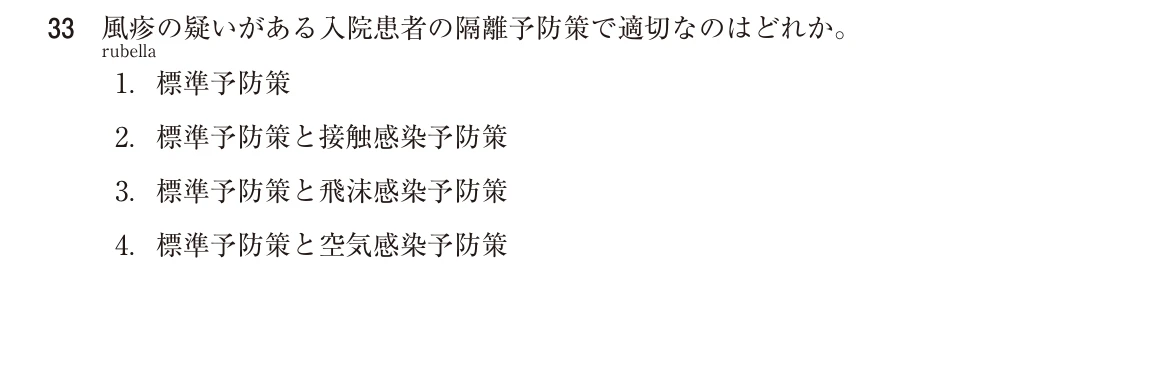 33 風疹の疑いがある入院患者の隔離予防策で適切なのはどれか。
rubella
1. 標準予防策
2. 標準予防策と接触感染予防策
3. 標準予防策と飛沫感染予防策
4. 標準予防策と空気感染予防策